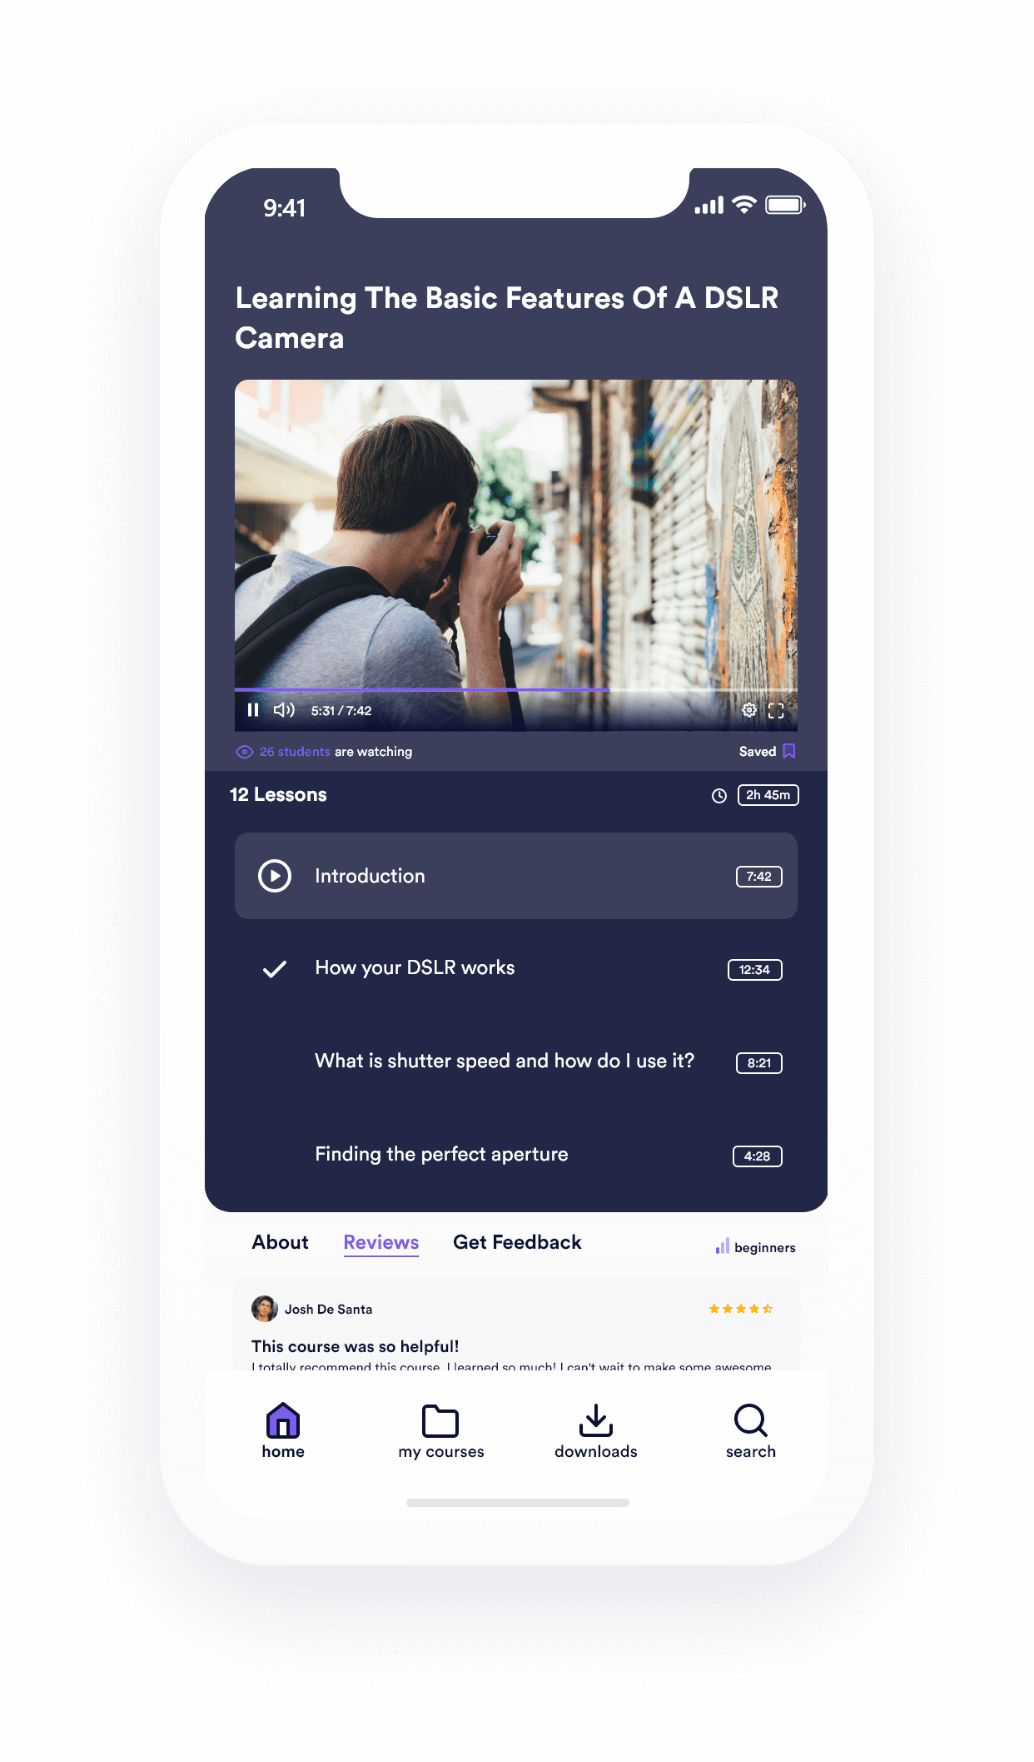 9:41
Learning The Basic Features Of A DSLR
Camera
5:31 / 7:42
26 students are watching
Saved
12 Lessons
2h 45m
Introduction
7:42
How your DSLR works
12:34
What is shutter speed and how do I use it?
8:21
Finding the perfect aperture
4:28
About
Reviews
Get Feedback
beginners
Josh De Santa
This course was so helpful!
I totally recommend this course, I learned so much! I can't wait to make some awesome
home
my courses
downloads
search